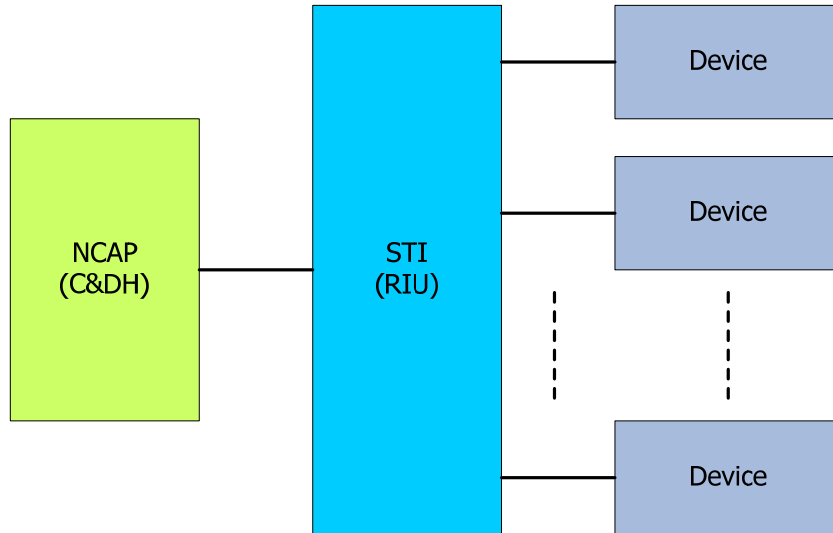 NCAP
(C&DH)
STI
(RIU)
Device
Device
Device